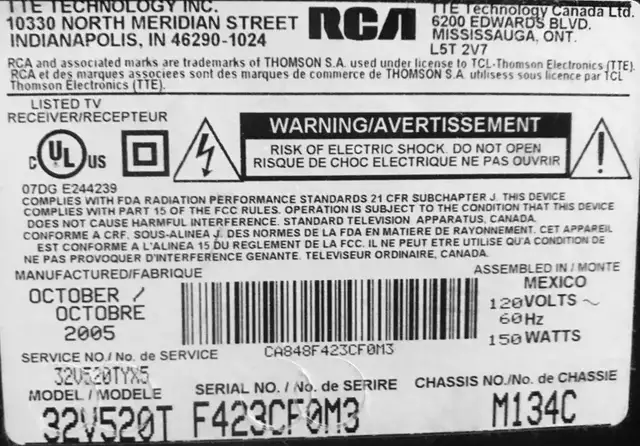 TTE TECHNOLOGY INC.
10330 NORTH MERIDIAN STREET
INDIANAPOLIS, IN 46290-1024
RCA
TTE Technology Canada Ltd.
6200 EDWARDS BLVD.
MISSISSAUGA, ONT.
L5T 2V7
RCA and associated marks are trademarks of THOMSON S.A. used under license to TCL-Thomson Electronics (TTE).
RCA et des marques associees sont des marques de commerce de THOMSON S.A. utilisess sous licence par TCL
Thomson Electronics (TTE).
LISTED TV
RECEIVER/RECEPTEUR
C UL US
WARNING/AVERTISSEMENT
RISK OF ELECTRIC SHOCK. DO NOT OPEN
RISQUE DE CHOC ELECTRIQUE NE PAS OUVRIR
07DG E244239
COMPLIES WITH FDA RADIATION PERFORMANCE STANDARDS 21 CFR SUBCHAPTER J. THIS DEVICE
COMPLIES WITH PART 15 OF THE FCC RULES. OPERATION IS SUBJECT TO THE CONDITION THAT THIS DEVICE
DOES NOT CAUSE HARMFUL INTERFERENCE. STANDARD TELEVISION APPARATUS, CANADA.
CONFORME A CRF. SOUS-ALINEA J. DES NORMES DE LA FDA EN MATIERE DE RAYONNEMENT. CET APPAREIL
EST CONFORME A L'ALINEA 15 DU REGLEMENT DE LA FCC. IL NE PEUT ETRE UTILISE QU'A CONDITION DE
NE PAS PROVOQUER D'INTERFERENCE GENANTE. TELEVISEUR ORDINAIRE, CANADA.
MANUFACTURED/FABRIQUE
OCTOBER /
OCTOBRE
2005
CA848F423CF0M3
ASSEMBLED IN / MONTE
MEXICO
120VOLTS ~
60Hz
150WATTS
SERVICE NO./No. de SERVICE
32V520TYX5
MODEL / MODELE
32V520T
SERIAL NO. / No. de SERIRE
F423CF0M3
CHASSIS NO./No. de CHASSIE
M134C